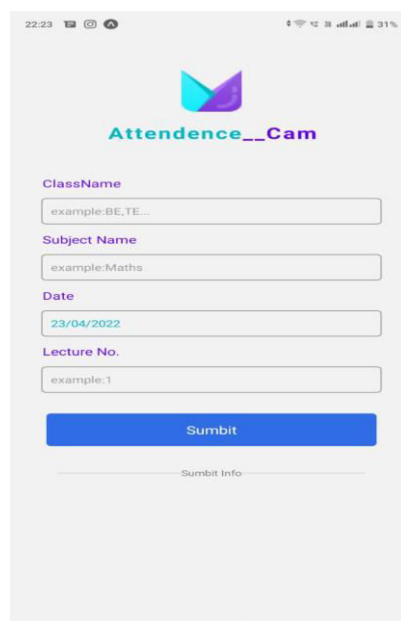 22:23 31%
Attendence__Cam
ClassName
example:BE,TE...
Subject Name
example:Maths
Date
23/04/2022
Lecture No.
example:1
Sumbit
Sumbit Info